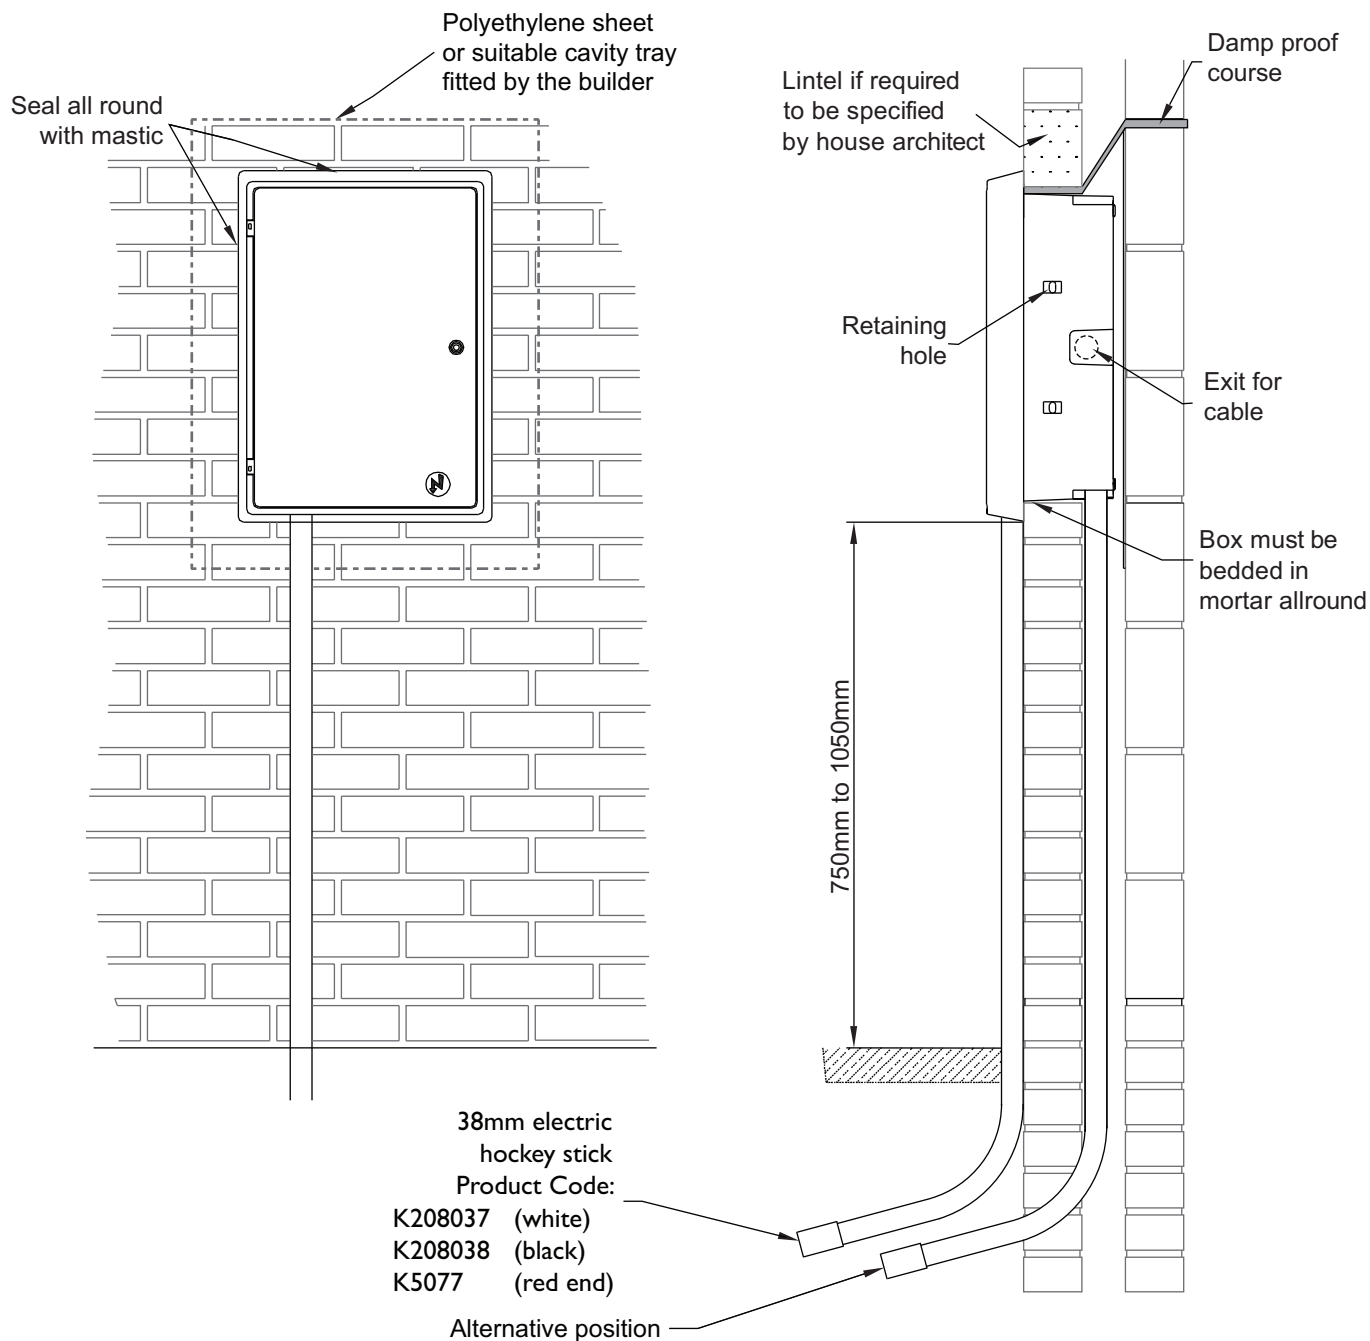 Polyethylene sheet
or suitable cavity tray
fitted by the builder
Seal all round
with mastic
Lintel if required
to be specified
by house architect
Damp proof
course
Retaining
hole
Exit for
cable
Box must be
bedded in
mortar allround
750mm to 1050mm
38mm electric
hockey stick
Product Code:
K208037 (white)
K208038 (black)
K5077 (red end)
Alternative position